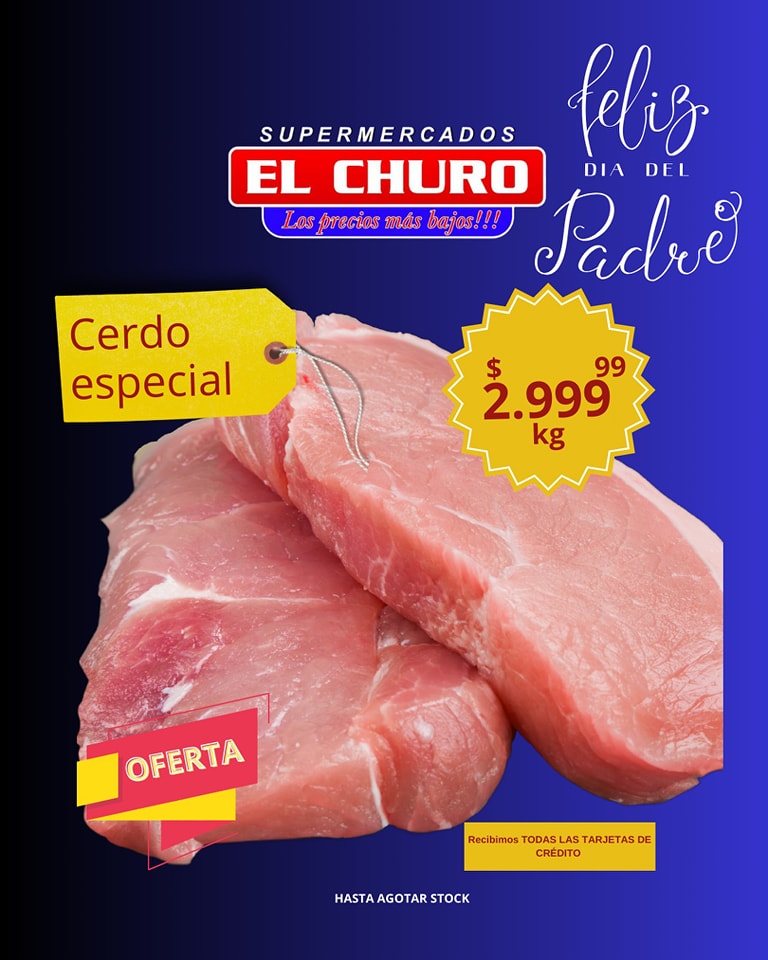 feliz
DIA DEL
Padre
SUPERMERCADOS
EL CHURO
Los precios más bajos!!!
Cerdo
especial
$ 2.999 99
kg
OFERTA
Recibimos TODAS LAS TARJETAS DE
CRÉDITO
HASTA AGOTAR STOCK